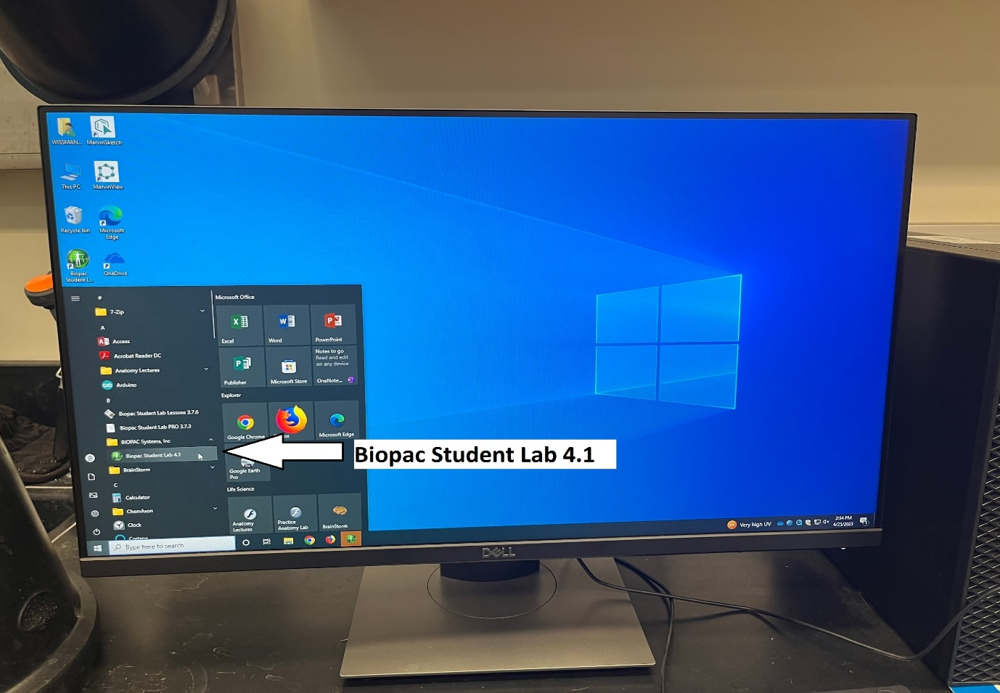 WISSMAN...
MarvinSketch
This PC
MarvinView
Recycle Bin
Microsoft
Edge
Biopac
Student L...
OneDrive
#
7-Zip
A
Access
Acrobat Reader DC
Anatomy Lectures
Arduino
B
Biopac Student Lab Lessons 3.7.6
Biopac Student Lab PRO 3.7.3
BIOPAC Systems, Inc
Biopac Student Lab 4.1
BrainStorm
C
Calculator
ChemAxon
Clock
Cortana
Microsoft Office
Excel
Word
PowerPoint
Publisher
Microsoft Store
Notes to go
Read and edit
on any device
OneNote...
Explorer
Google Chrome
ox
Microsoft Edge
Google Earth
Pro
Life Science
Anatomy
Lectures
Practice
Anatomy Lab
BrainStorm
Biopac Student Lab 4.1
Type here to search
Very high UV
2:34 PM
4/25/2023
DELL